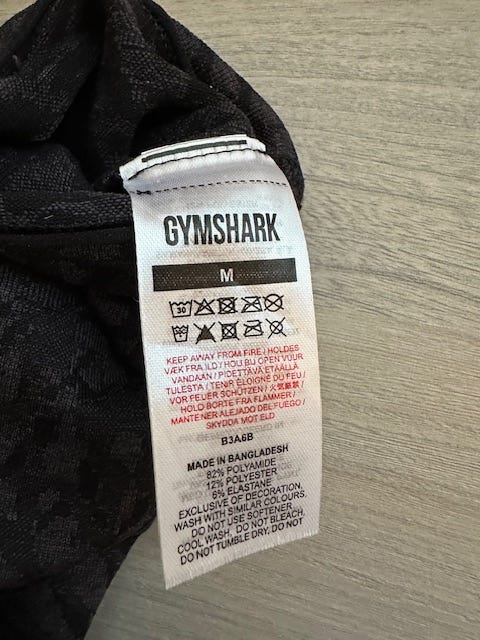 GYMSHARK
M
30
KEEP AWAY FROM FIRE / HOLDES
VÆK FRA ILD / HOU BIJ OPEN VUUR
VANDAAN / PIDETTÄVÄ ETÄÄLLÄ
TULESTA / TENIR ÉLOIGNÉ DU FEU /
VOR FEUER SCHÜTZEN / 火気厳禁 /
HOLD BORTE FRA FLAMMER /
MANTENER ALEJADO DEL FUEGO /
SKYDDA MOT ELD
B3A6B
MADE IN BANGLADESH
82% POLYAMIDE
12% POLYESTER
6% ELASTANE
EXCLUSIVE OF DECORATION,
WASH WITH SIMILAR COLOURS.
DO NOT USE SOFTENER
COOL WASH, DO NOT BLEACH,
DO NOT TUMBLE DRY, DO NOT